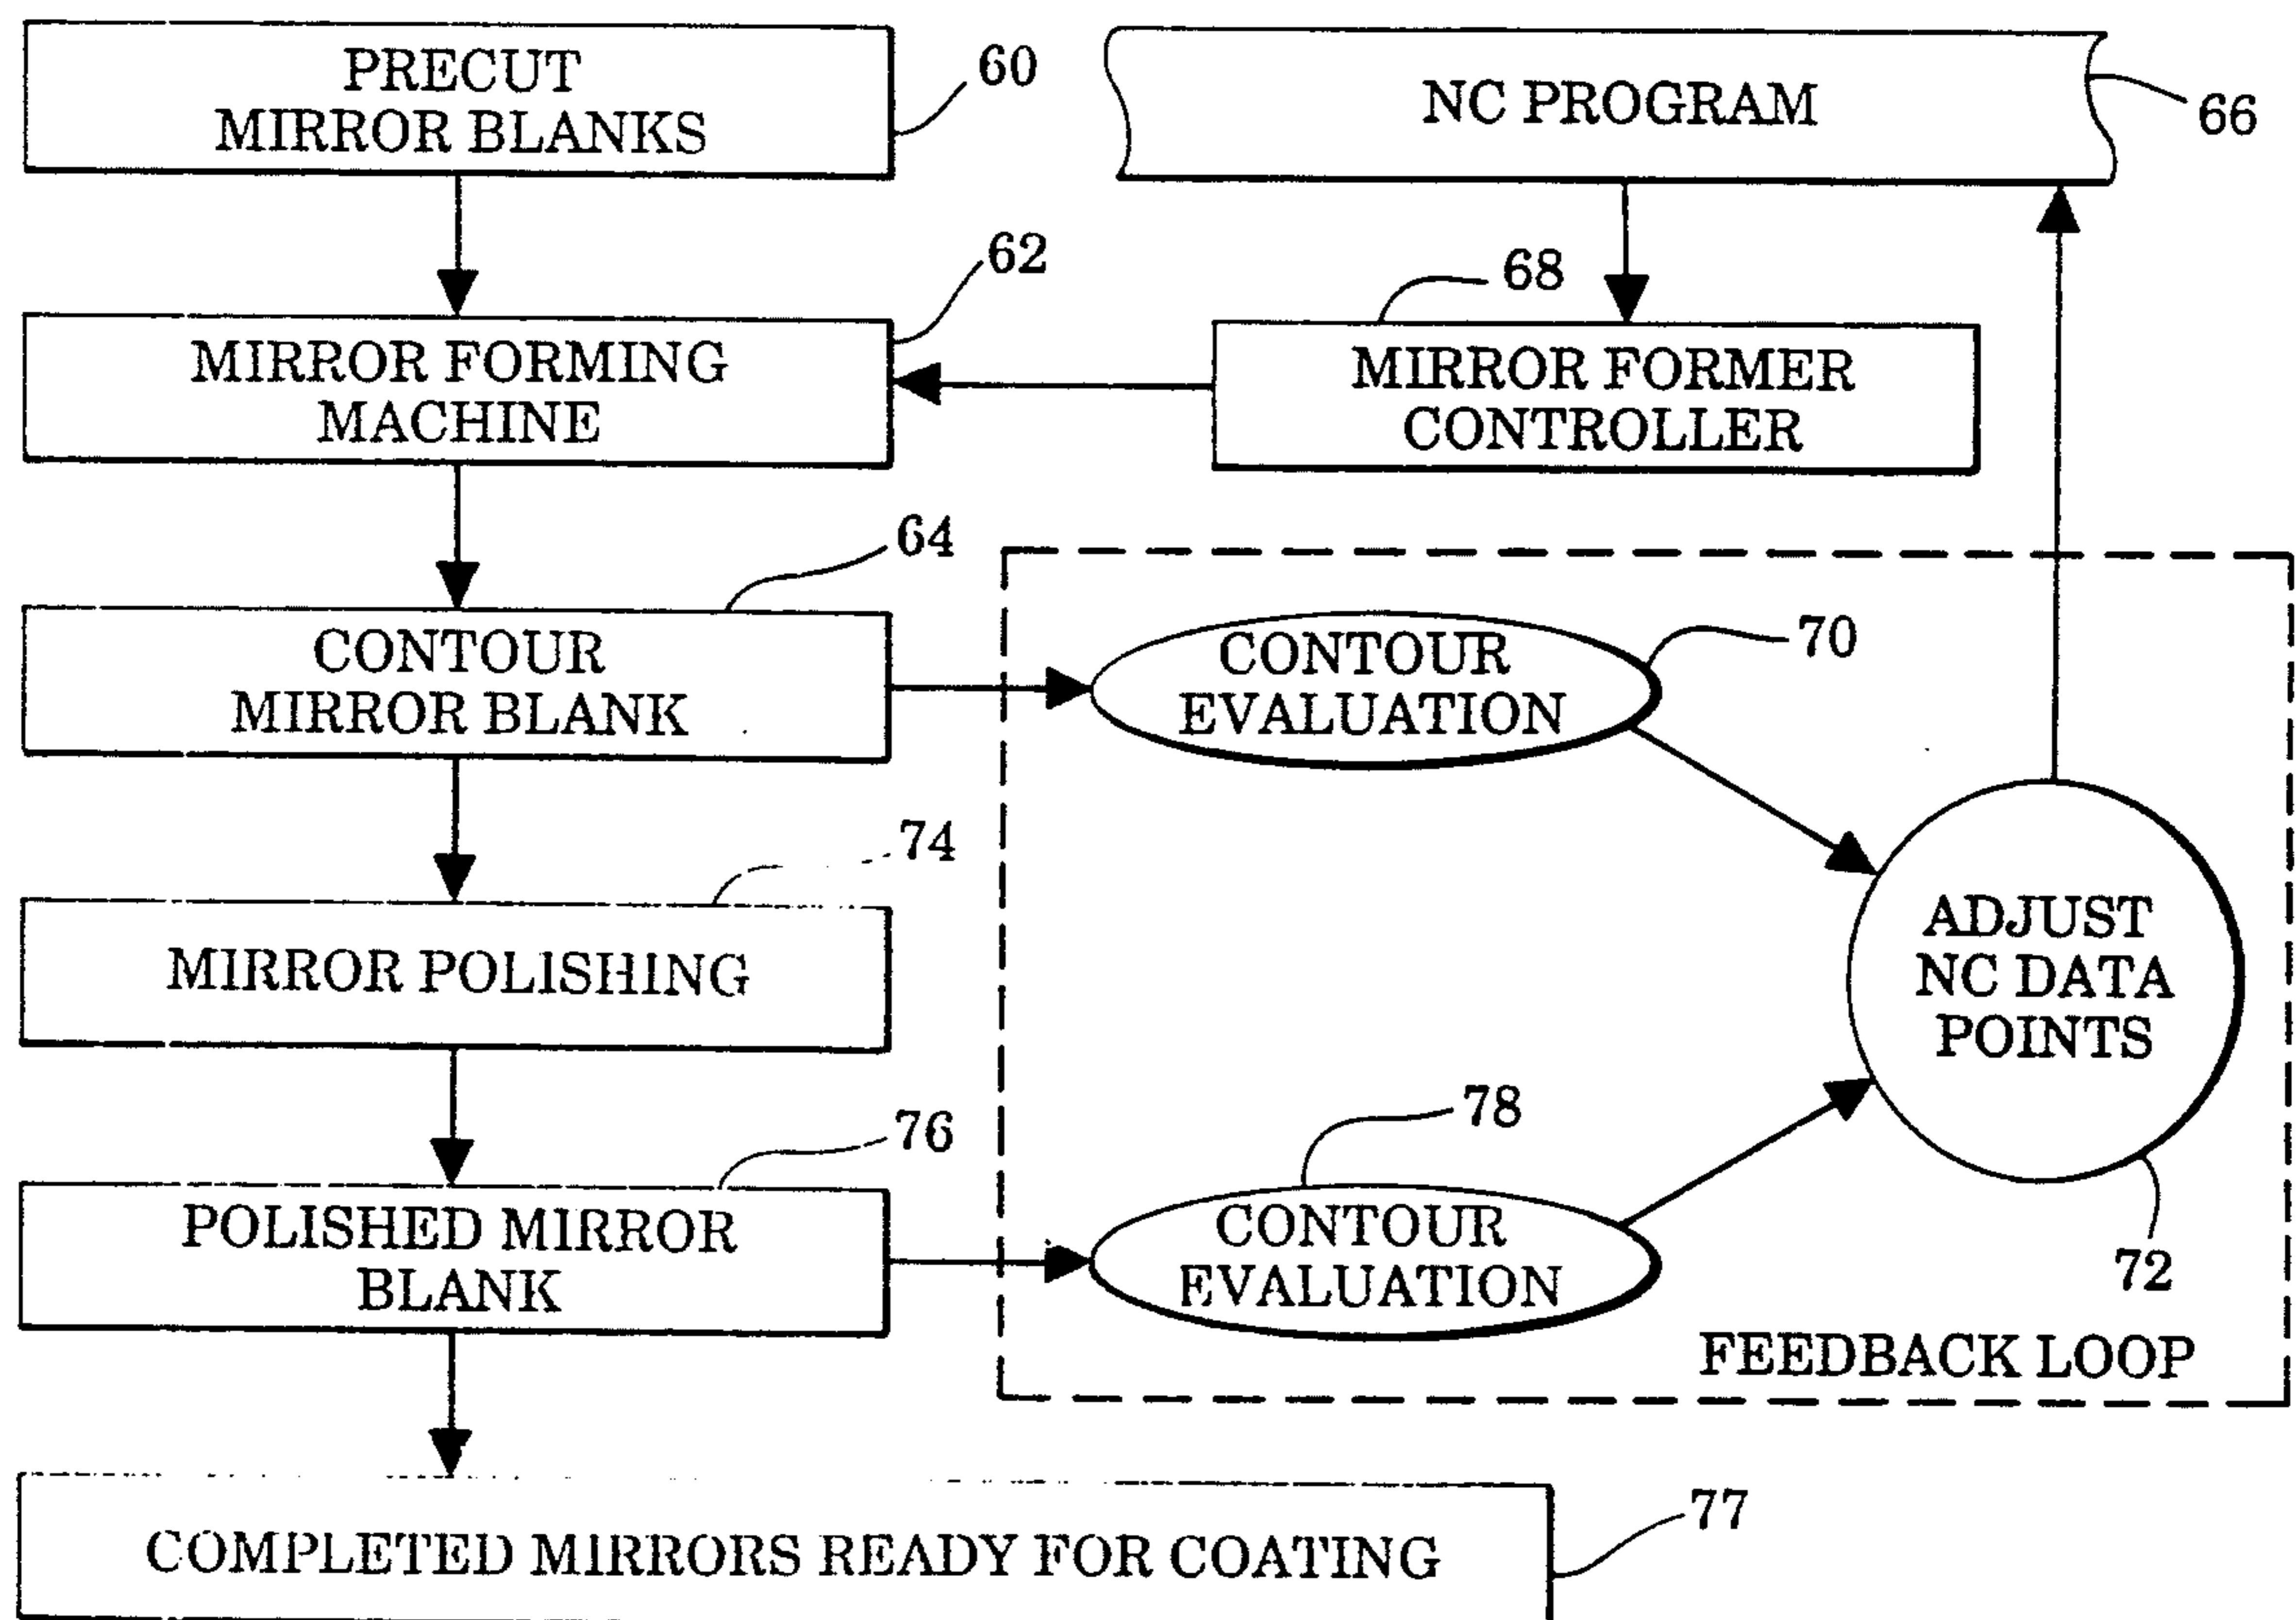 PRECUT
MIRROR BLANKS
60
NC PROGRAM
66
MIRROR FORMING
MACHINE
62
MIRROR FORMER
CONTROLLER
68
CONTOUR
MIRROR BLANK
64
CONTOUR
EVALUATION
70
MIRROR POLISHING
74
ADJUST
NC DATA
POINTS
72
POLISHED MIRROR
BLANK
76
CONTOUR
EVALUATION
78
FEEDBACK LOOP
COMPLETED MIRRORS READY FOR COATING
77